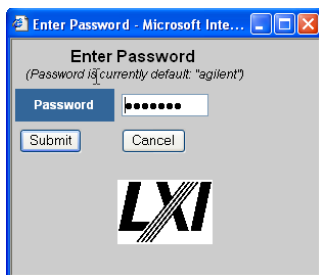 Enter Password - Microsoft Inte...
Enter Password
(Password is currently default: "agilent")
Password
Submit Cancel
LXI